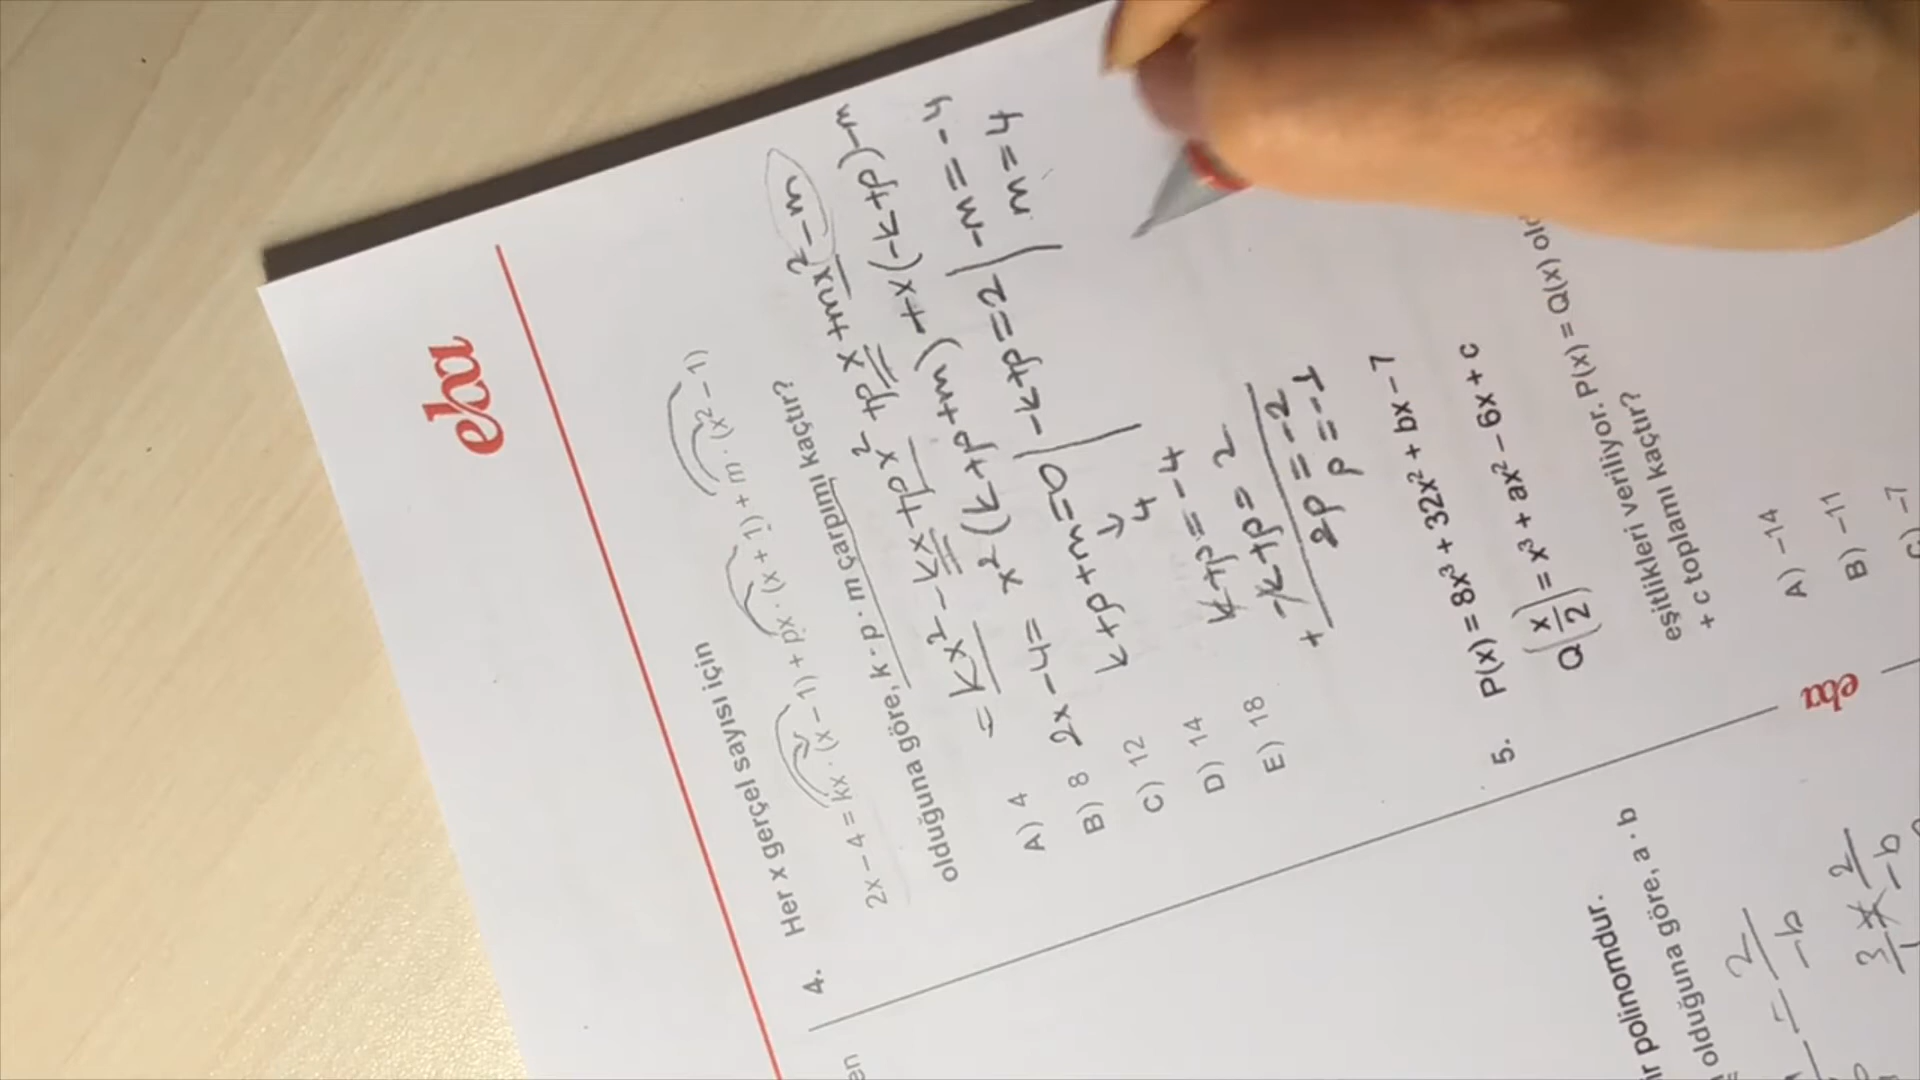 eba
4. Her x gerçel sayısı için
2x − 4 = kx · (x − 1) + px · (x + 1) + m · (x² − 1)
olduğuna göre, k · p · m çarpımı kaçtır?
= kx² − kx + px² + px + mx² − m
A) 4
2x − 4 = x² (k+p+m) + x(−k+p) − m
B) 8
k+p+m=0 | −k+p=2 | −m = −4
4
m = 4
C) 12
k+p = −4
D) 14
+ −k+p = 2
E) 18
2p = −2
p = −1
5. P(x) = 8x³ + 32x² + bx − 7
Q(x/2) = x³ + ax² − 6x + c
eşitlikleri veriliyor. P(x) = Q(x)
+ c toplamı kaçtır?
A) −14
B) −11
C) −7
eba
polinomdur.
olduğuna göre, a · b
2
−b
3
2
−b